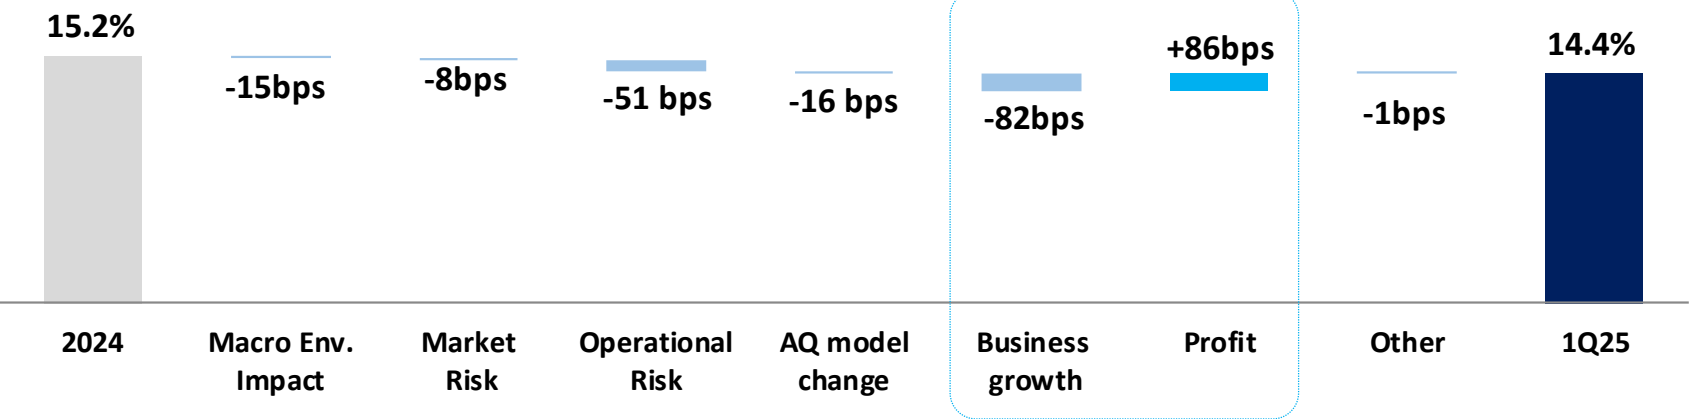 15.2%
-15bps
-8bps
-51 bps
-16 bps
-82bps
+86bps
-1bps
14.4%
2024
Macro Env.
Impact
Market
Risk
Operational
Risk
AQ model
change
Business
growth
Profit
Other
1Q25